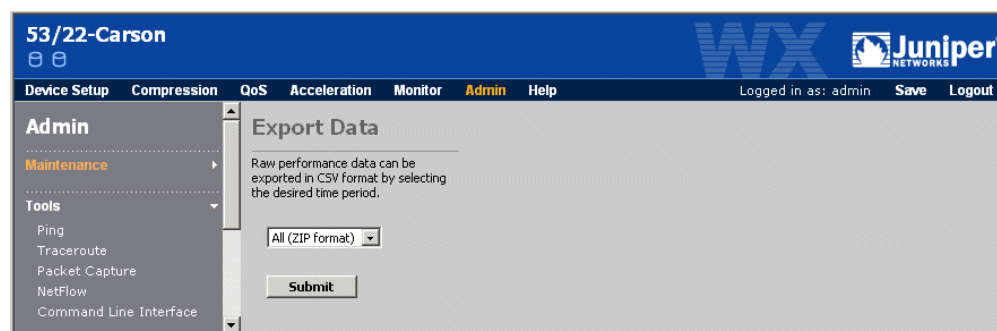 53/22-Carson
WX
Juniper
NETWORKS
Device Setup Compression QoS Acceleration Monitor Admin Help Logged in as: admin Save Logout
Admin
Maintenance
Tools
Ping
Traceroute
Packet Capture
NetFlow
Command Line Interface
Export Data
Raw performance data can be
exported in CSV format by selecting
the desired time period.
All (ZIP format)
Submit